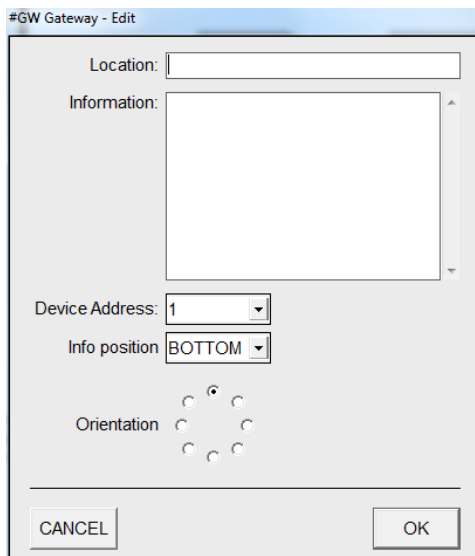 #GW Gateway - Edit
Location:
Information:
Device Address: 1
Info position BOTTOM
Orientation
CANCEL OK